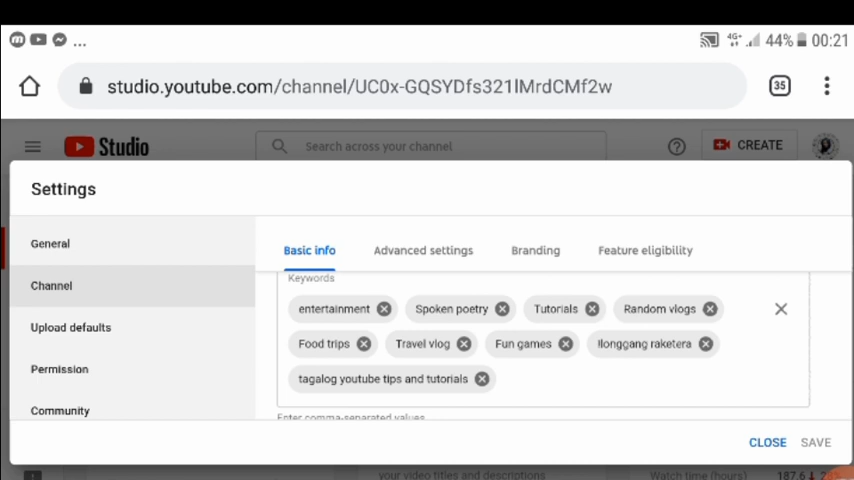 44% 00:21
studio.youtube.com/channel/UC0x-GQSYDfs321lMrdCMf2w
35
Studio
Search across your channel
CREATE
Settings
General
Channel
Upload defaults
Permission
Community
Basic info
Advanced settings
Branding
Feature eligibility
Keywords
entertainment
Spoken poetry
Tutorials
Random vlogs
Food trips
Travel vlog
Fun games
Ilonggang raketera
tagalog youtube tips and tutorials
Enter comma-separated values
CLOSE
SAVE
your video titles and descriptions
Watch time (hours)
187.6